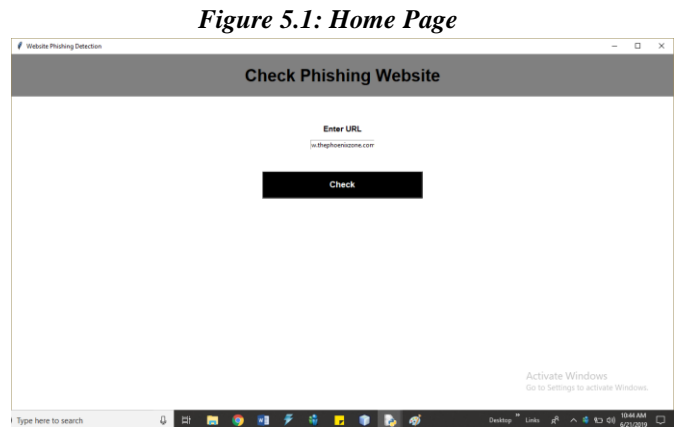 Figure 5.1: Home Page
Website Phishing Detection
Check Phishing Website
Enter URL
w.thephoenixzone.com
Check
Activate Windows
Go to Settings to activate Windows.
Type here to search
Desktop
Links
10:44 AM
6/21/2019